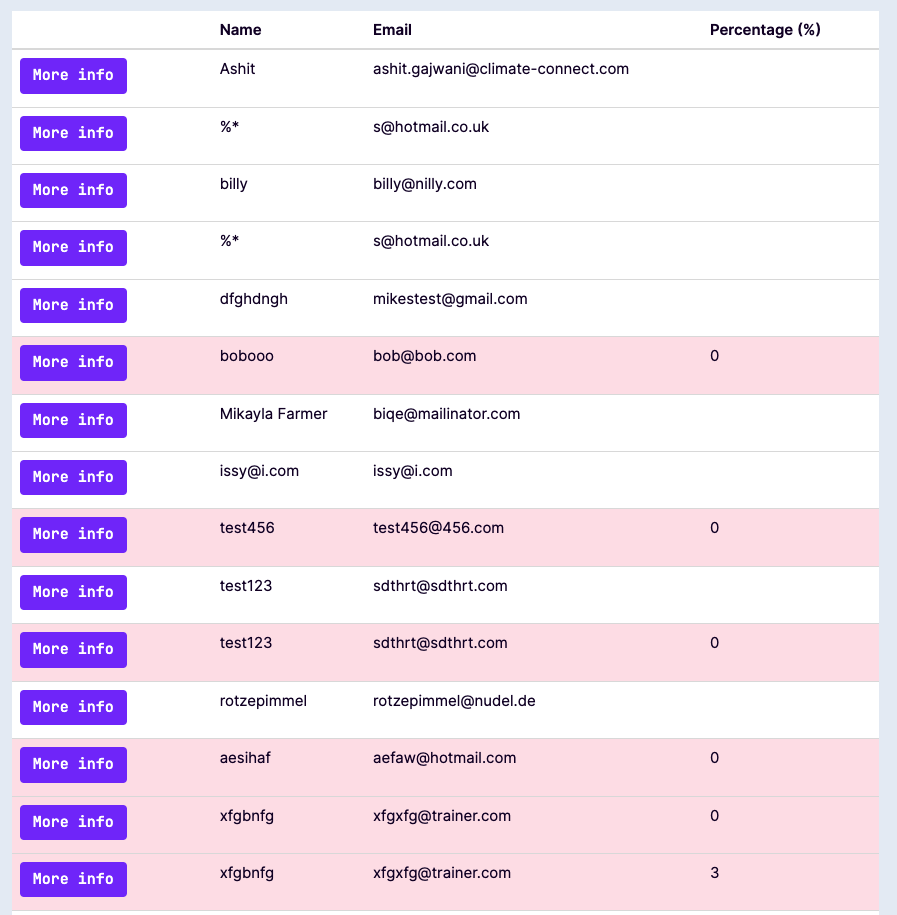 Name Email Percentage (%)
More info Ashit ashit.gajwani@climate-connect.com
More info %* s@hotmail.co.uk
More info billy billy@nilly.com
More info %* s@hotmail.co.uk
More info dfghdngh mikestest@gmail.com
More info bobooo bob@bob.com 0
More info Mikayla Farmer biqe@mailinator.com
More info issy@i.com issy@i.com
More info test456 test456@456.com 0
More info test123 sdthrt@sdthrt.com
More info test123 sdthrt@sdthrt.com 0
More info rotzepimmel rotzepimmel@nudel.de
More info aesihaf aefaw@hotmail.com 0
More info xfgbnfg xfgxfg@trainer.com 0
More info xfgbnfg xfgxfg@trainer.com 3